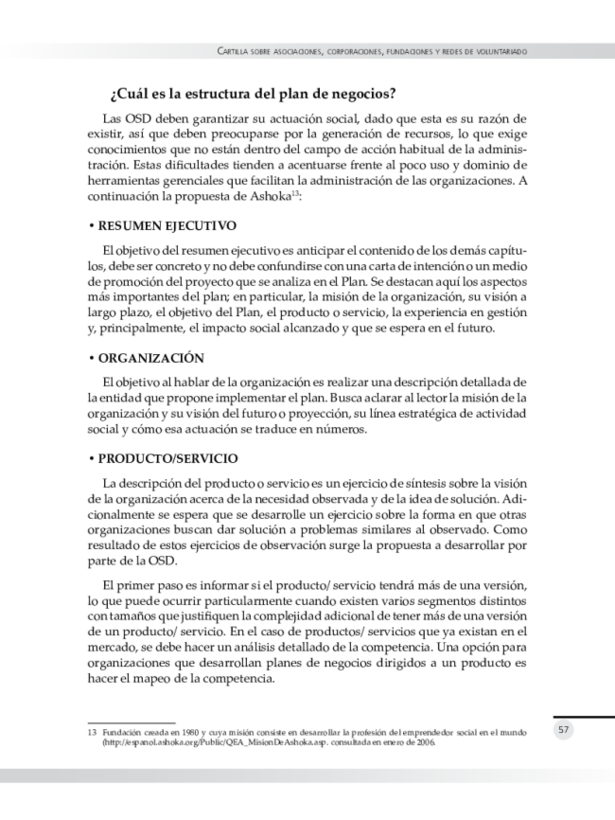 CARTILLA SOBRE ASOCIACIONES, CORPORACIONES, FUNDACIONES Y REDES DE VOLUNTARIADO
¿Cuál es la estructura del plan de negocios?
Las OSD deben garantizar su actuación social, dado que esta es su razón de
existir, así que deben preocuparse por la generación de recursos, lo que exige
conocimientos que no están dentro del campo de acción habitual de la adminis-
tración. Estas dificultades tienden a acentuarse frente al poco uso y dominio de
herramientas gerenciales que facilitan la administración de las organizaciones. A
continuación la propuesta de Ashoka13:
• RESUMEN EJECUTIVO
El objetivo del resumen ejecutivo es anticipar el contenido de los demás capítu-
los, debe ser concreto y no debe confundirse con una carta de intención o un medio
de promoción del proyecto que se analiza en el Plan. Se destacan aquí los aspectos
más importantes del plan; en particular, la misión de la organización, su visión a
largo plazo, el objetivo del Plan, el producto o servicio, la experiencia en gestión
y, principalmente, el impacto social alcanzado y que se espera en el futuro.
• ORGANIZACIÓN
El objetivo al hablar de la organización es realizar una descripción detallada de
la entidad que propone implementar el plan. Busca aclarar al lector la misión de la
organización y su visión del futuro o proyección, su línea estratégica de actividad
social y cómo esa actuación se traduce en números.
• PRODUCTO/SERVICIO
La descripción del producto o servicio es un ejercicio de síntesis sobre la visión
de la organización acerca de la necesidad observada y de la idea de solución. Adi-
cionalmente se espera que se desarrolle un ejercicio sobre la forma en que otras
organizaciones buscan dar solución a problemas similares al observado. Como
resultado de estos ejercicios de observación surge la propuesta a desarrollar por
parte de la OSD.
El primer paso es informar si el producto/ servicio tendrá más de una versión,
lo que puede ocurrir particularmente cuando existen varios segmentos distintos
con tamaños que justifiquen la complejidad adicional de tener más de una versión
de un producto/ servicio. En el caso de productos/ servicios que ya existan en el
mercado, se debe hacer un análisis detallado de la competencia. Una opción para
organizaciones que desarrollan planes de negocios dirigidos a un producto es
hacer el mapeo de la competencia.
13 Fundación creada en 1980 y cuya misión consiste en desarrollar la profesión del emprendedor social en el mundo
(http://espanol.ashoka.org/Public/QEA_MisionDeAshoka.asp. consultada en enero de 2006.
57